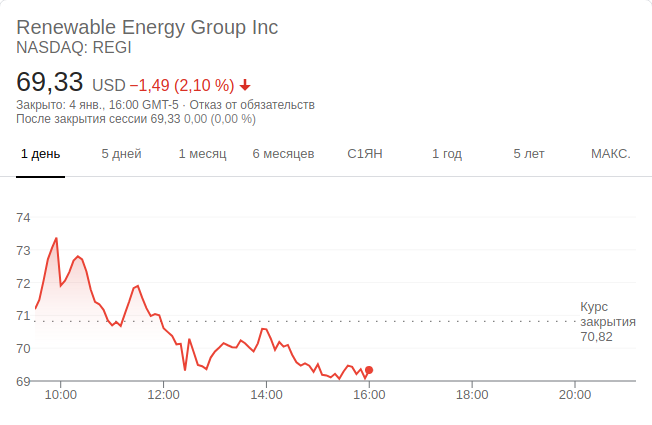 Renewable Energy Group Inc
NASDAQ: REGI
69,33 USD −1,49 (2,10 %)
Закрыто: 4 янв., 16:00 GMT-5 · Отказ от обязательств
После закрытия сессии 69,33 0,00 (0,00 %)
1 день 5 дней 1 месяц 6 месяцев С1ЯН 1 год 5 лет МАКС.
74
73
72
71
70
69
Курс
закрытия
70,82
10:00 12:00 14:00 16:00 18:00 20:00